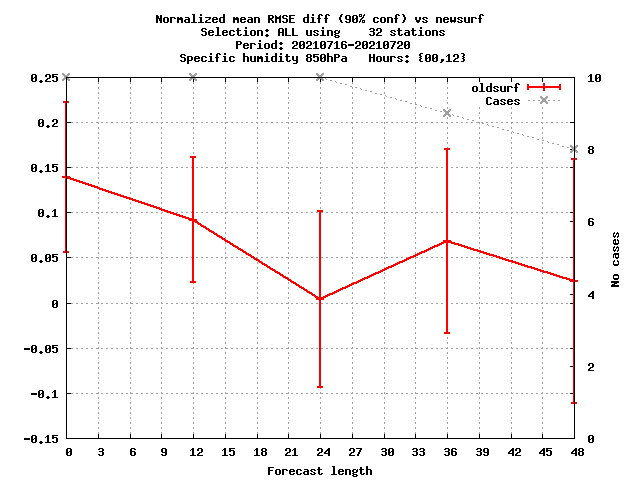 Normalized mean RMSE diff (90% conf) vs newsurf
Selection: ALL using    32 stations
Period: 20210716-20210720
Specific humidity 850hPa   Hours: {00,12}
oldsurf
Cases
0.25
0.2
0.15
0.1
0.05
0
-0.05
-0.1
-0.15
10
8
6
4
2
0
No cases
0 3 6 9 12 15 18 21 24 27 30 33 36 39 42 45 48
Forecast length